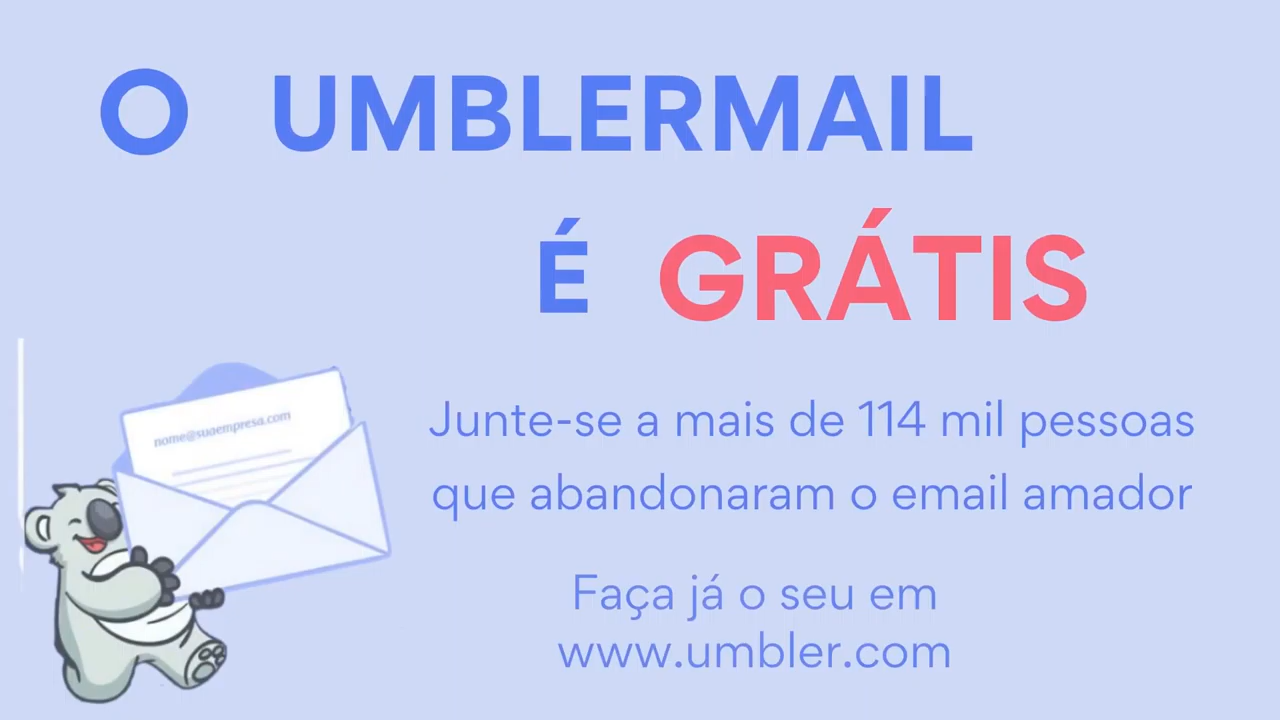 O UMBLERMAIL
É GRÁTIS
nome@suaempresa.com
Junte-se a mais de 114 mil pessoas
que abandonaram o email amador
Faça já o seu em
www.umbler.com